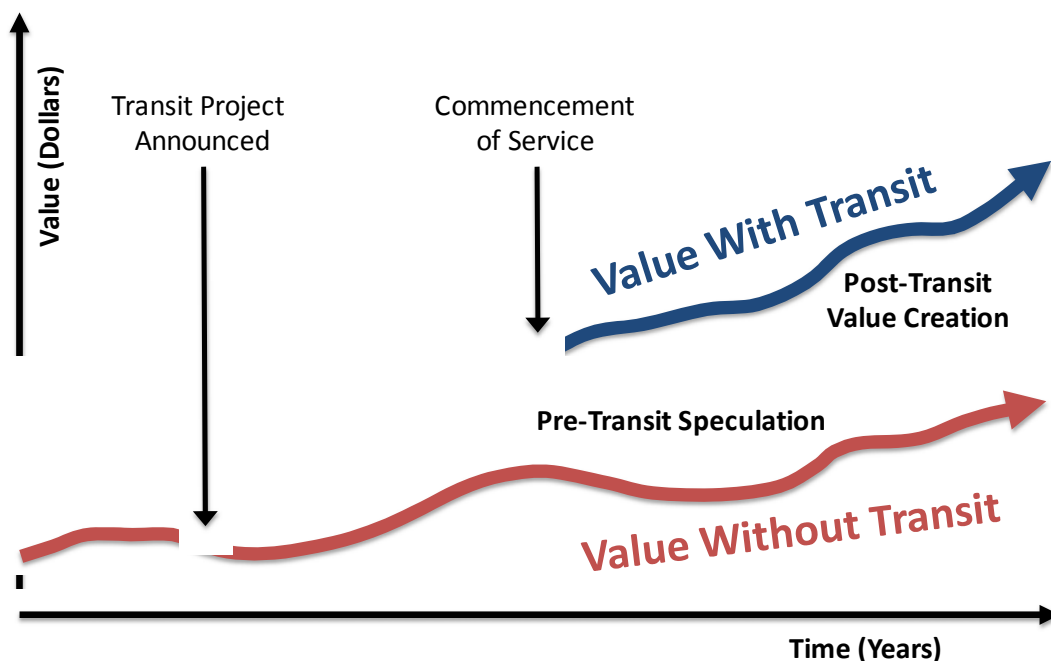 Value (Dollars)
Transit Project
Announced
Commencement
of Service
Value With Transit
Post-Transit
Value Creation
Pre-Transit Speculation
Value Without Transit
Time (Years)